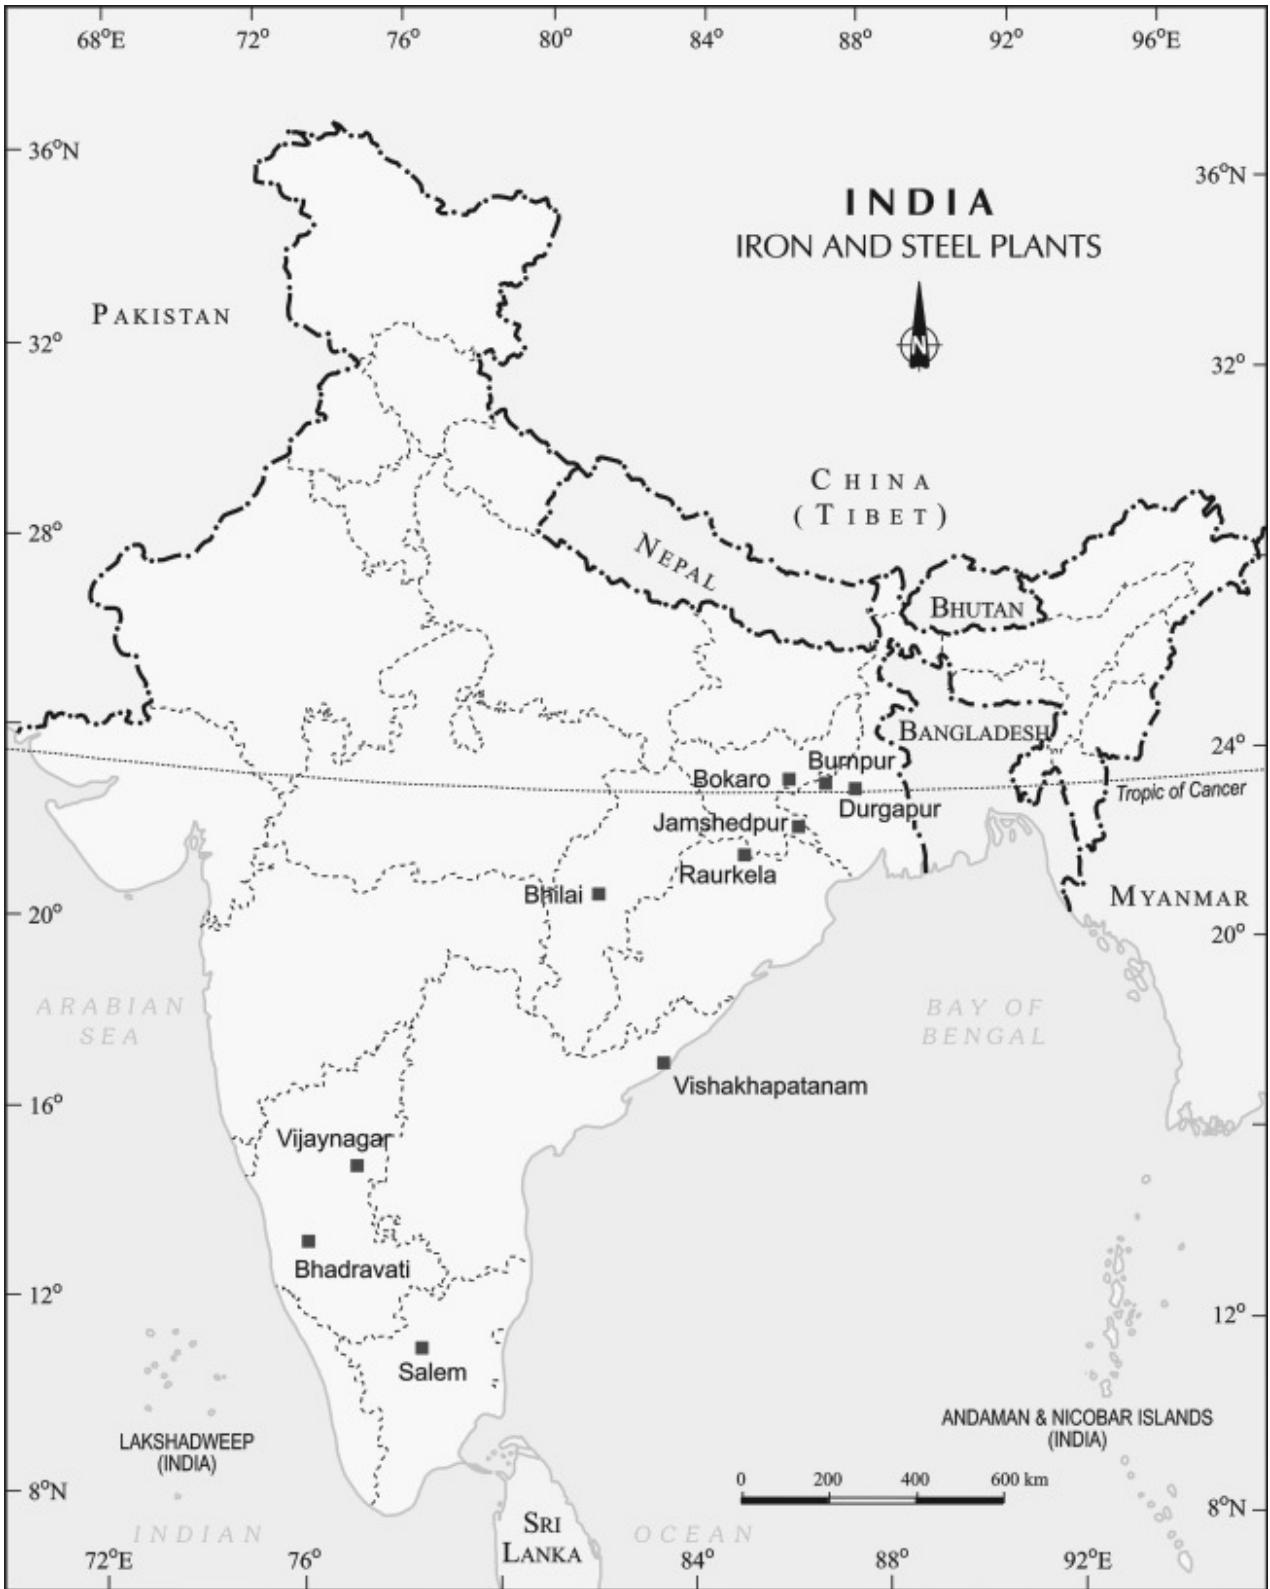 68°E 72° 76° 80° 84° 88° 92° 96°E
36°N
36°N
INDIA
IRON AND STEEL PLANTS
N
PAKISTAN
32°
32°
CHINA
(TIBET)
28°
NEPAL
BHUTAN
BANGLADESH
24°
Burnpur
Bokaro
Tropic of Cancer
Durgapur
Jamshedpur
Raurkela
Bhilai
MYANMAR
20°
20°
ARABIAN
SEA
BAY OF
BENGAL
Vishakhapatanam
16°
Vijaynagar
Bhadravati
12°
12°
Salem
LAKSHADWEEP
(INDIA)
ANDAMAN & NICOBAR ISLANDS
(INDIA)
0 200 400 600 km
8°N
8°N
SRI
LANKA
INDIAN OCEAN
72°E 76° 84° 88° 92°E